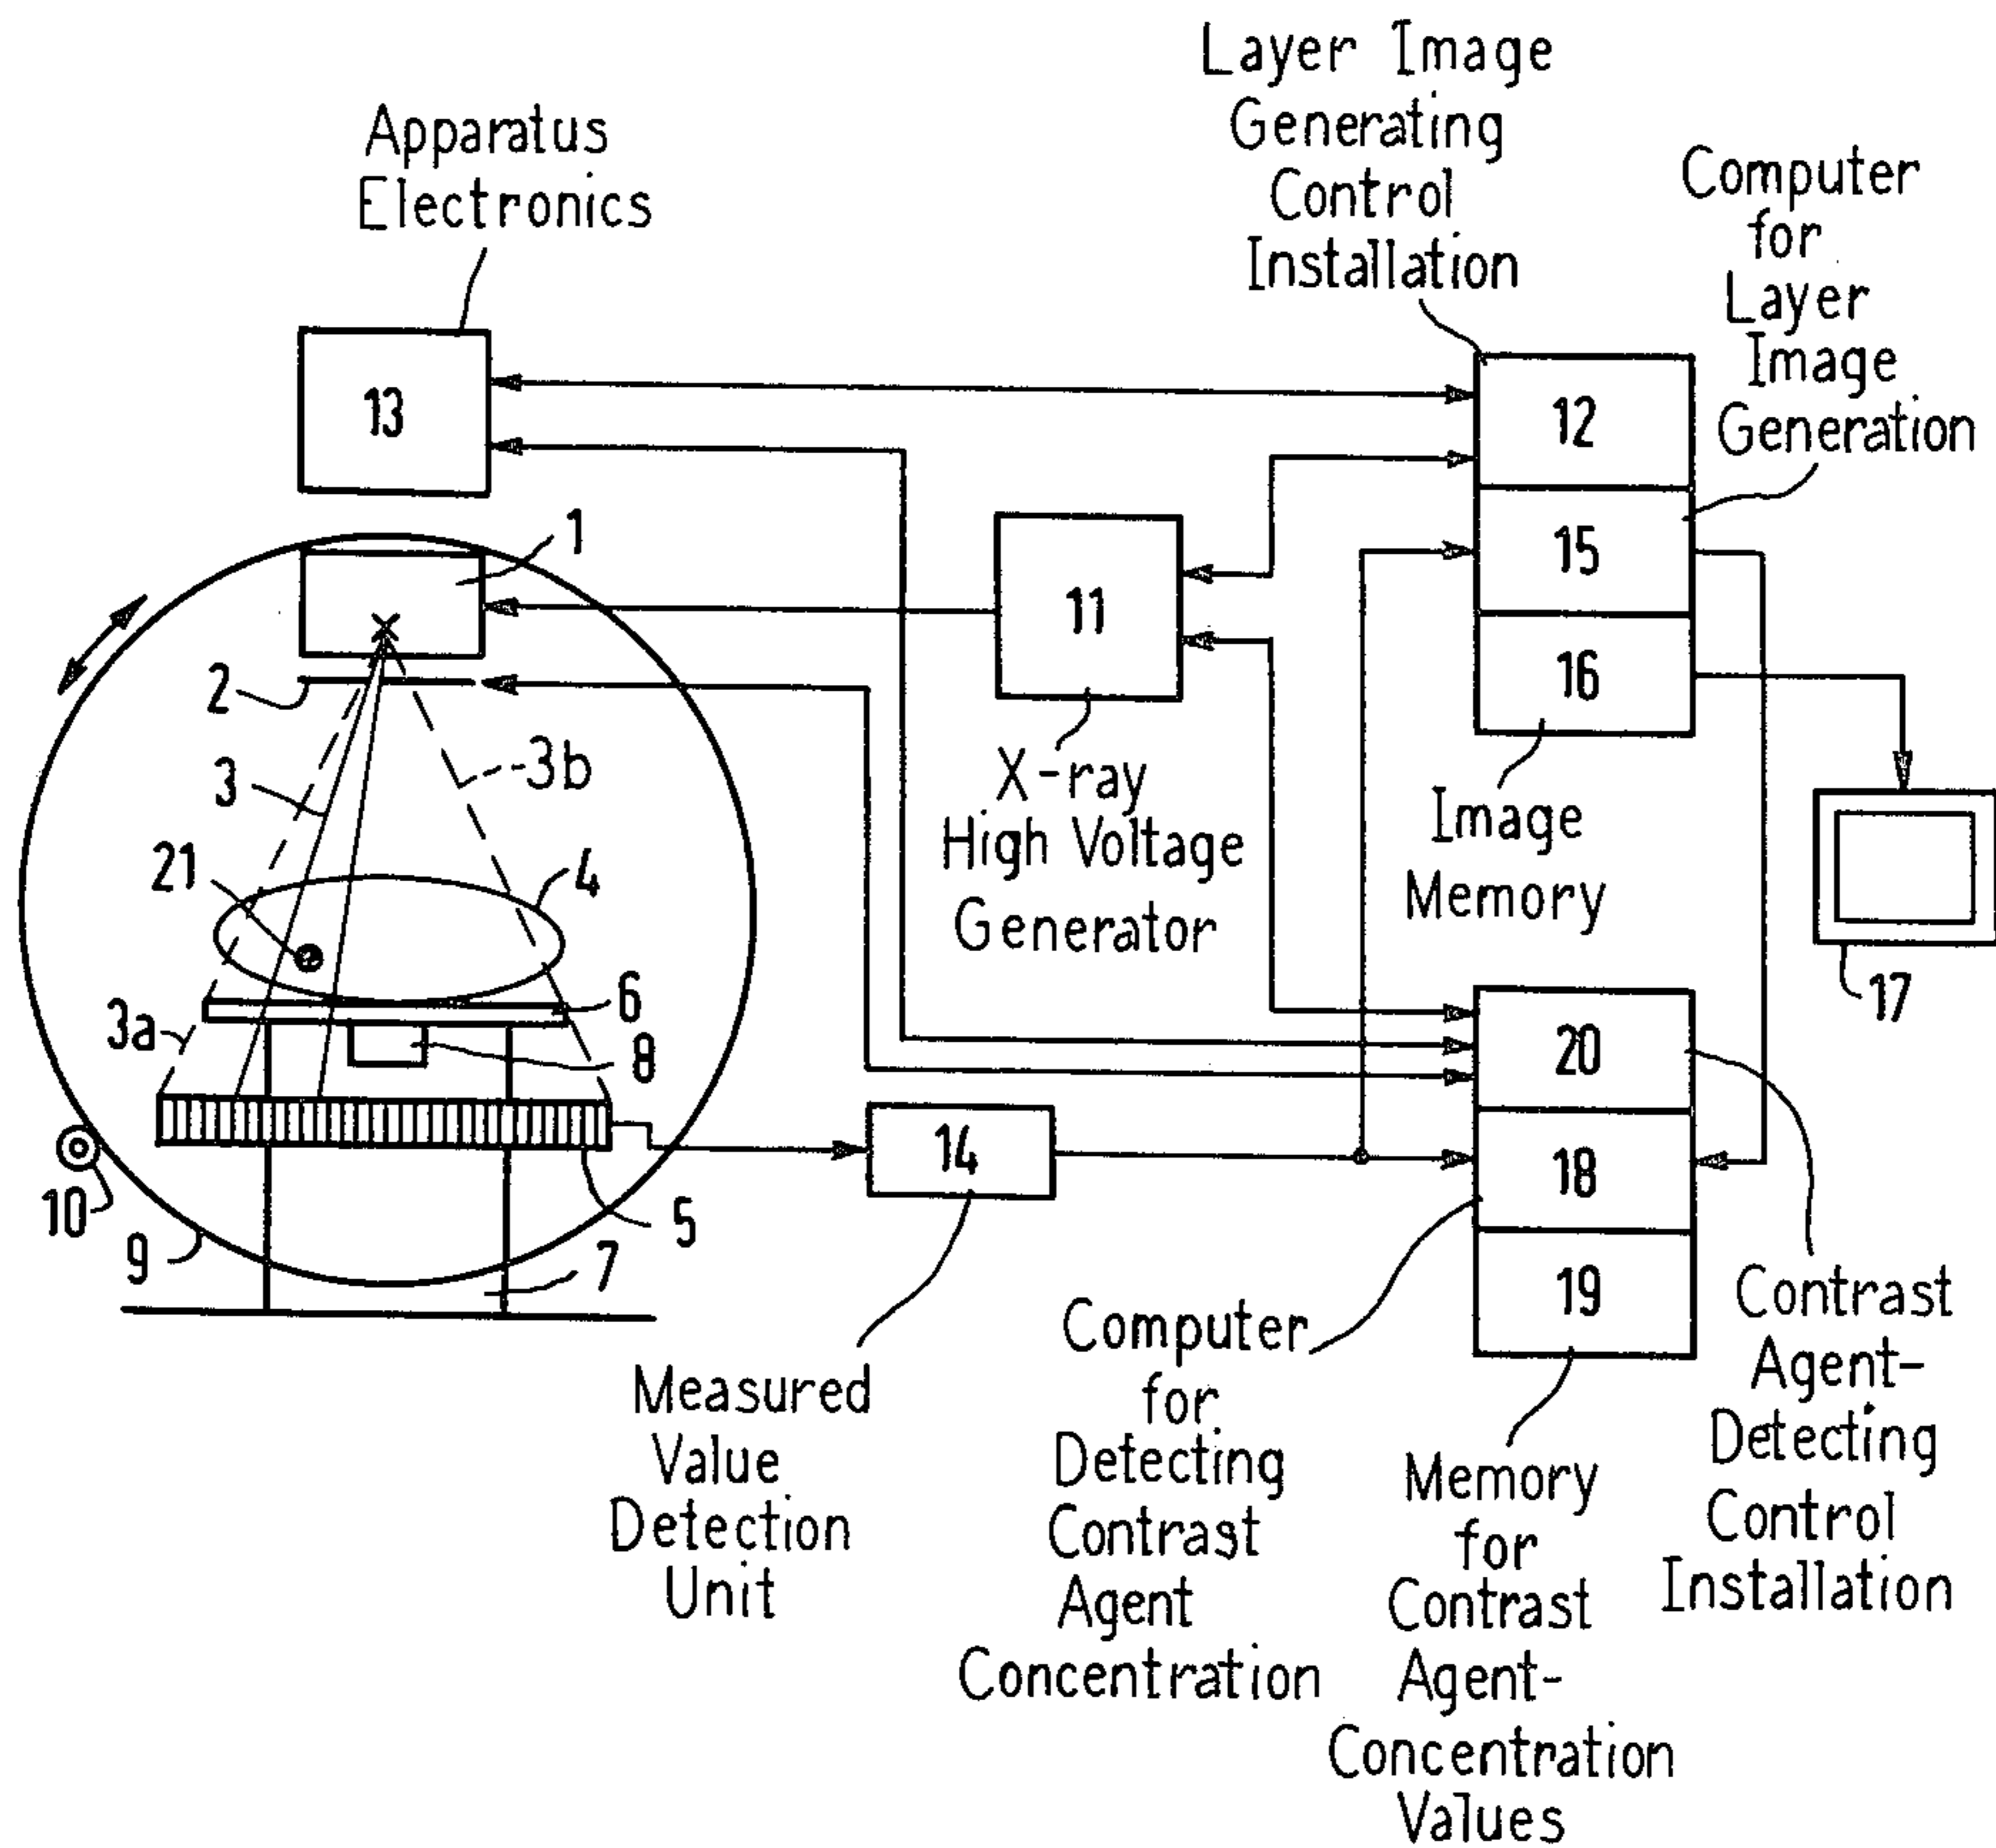 Layer Image
Generating
Control
Installation
Apparatus
Electronics
Computer
for
Layer
Image
Generation
13
12
15
16
1
11
2
3b
3
X-ray
High Voltage
Generator
Image
Memory
21
4
17
6
3a
8
20
14
18
19
10
9
5
7
Measured
Value
Detection
Unit
Computer
for
Detecting
Contrast
Agent
Concentration
Memory
for
Contrast
Agent-
Concentration
Values
Contrast
Agent-
Detecting
Control
Installation